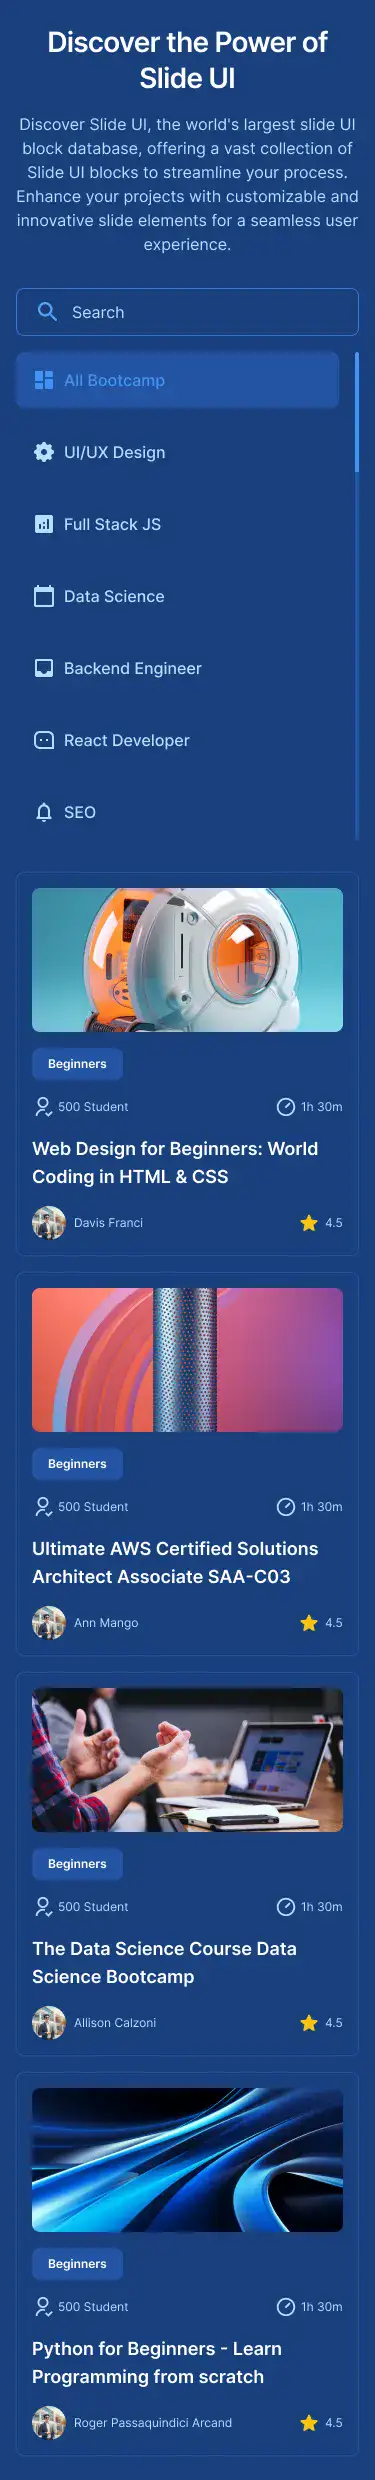 Discover the Power of
Slide UI
Discover Slide UI, the world's largest slide UI
block database, offering a vast collection of
Slide UI blocks to streamline your process.
Enhance your projects with customizable and
innovative slide elements for a seamless user
experience.
Search
All Bootcamp
UI/UX Design
Full Stack JS
Data Science
Backend Engineer
React Developer
SEO
Beginners
500 Student 1h 30m
Web Design for Beginners: World
Coding in HTML & CSS
Davis Franci 4.5
Beginners
500 Student 1h 30m
Ultimate AWS Certified Solutions
Architect Associate SAA-C03
Ann Mango 4.5
Beginners
500 Student 1h 30m
The Data Science Course Data
Science Bootcamp
Allison Calzoni 4.5
Beginners
500 Student 1h 30m
Python for Beginners - Learn
Programming from scratch
Roger Passaquindici Arcand 4.5